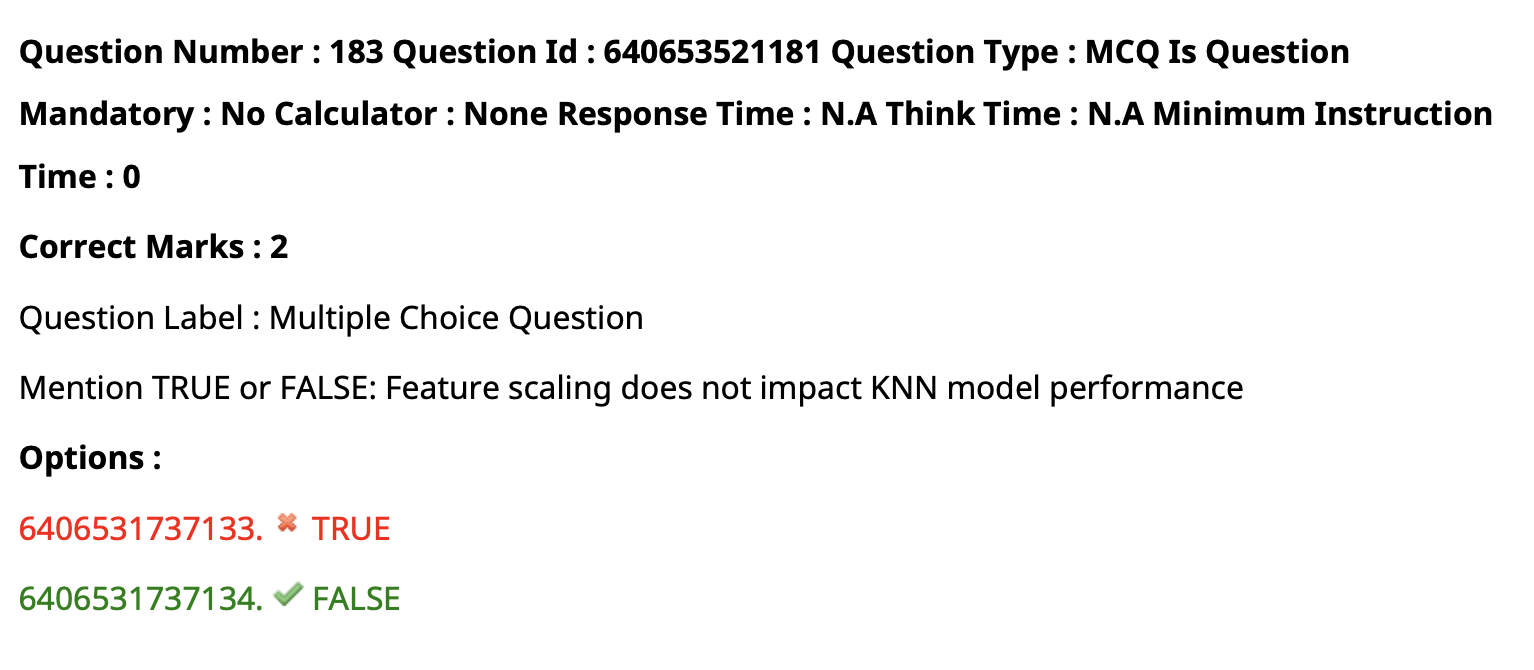 Question Number : 183 Question Id : 640653521181 Question Type : MCQ Is Question
Mandatory : No Calculator : None Response Time : N.A Think Time : N.A Minimum Instruction
Time : 0
Correct Marks : 2
Question Label : Multiple Choice Question
Mention TRUE or FALSE: Feature scaling does not impact KNN model performance
Options :
6406531737133. ✖ TRUE
6406531737134. ✔ FALSE